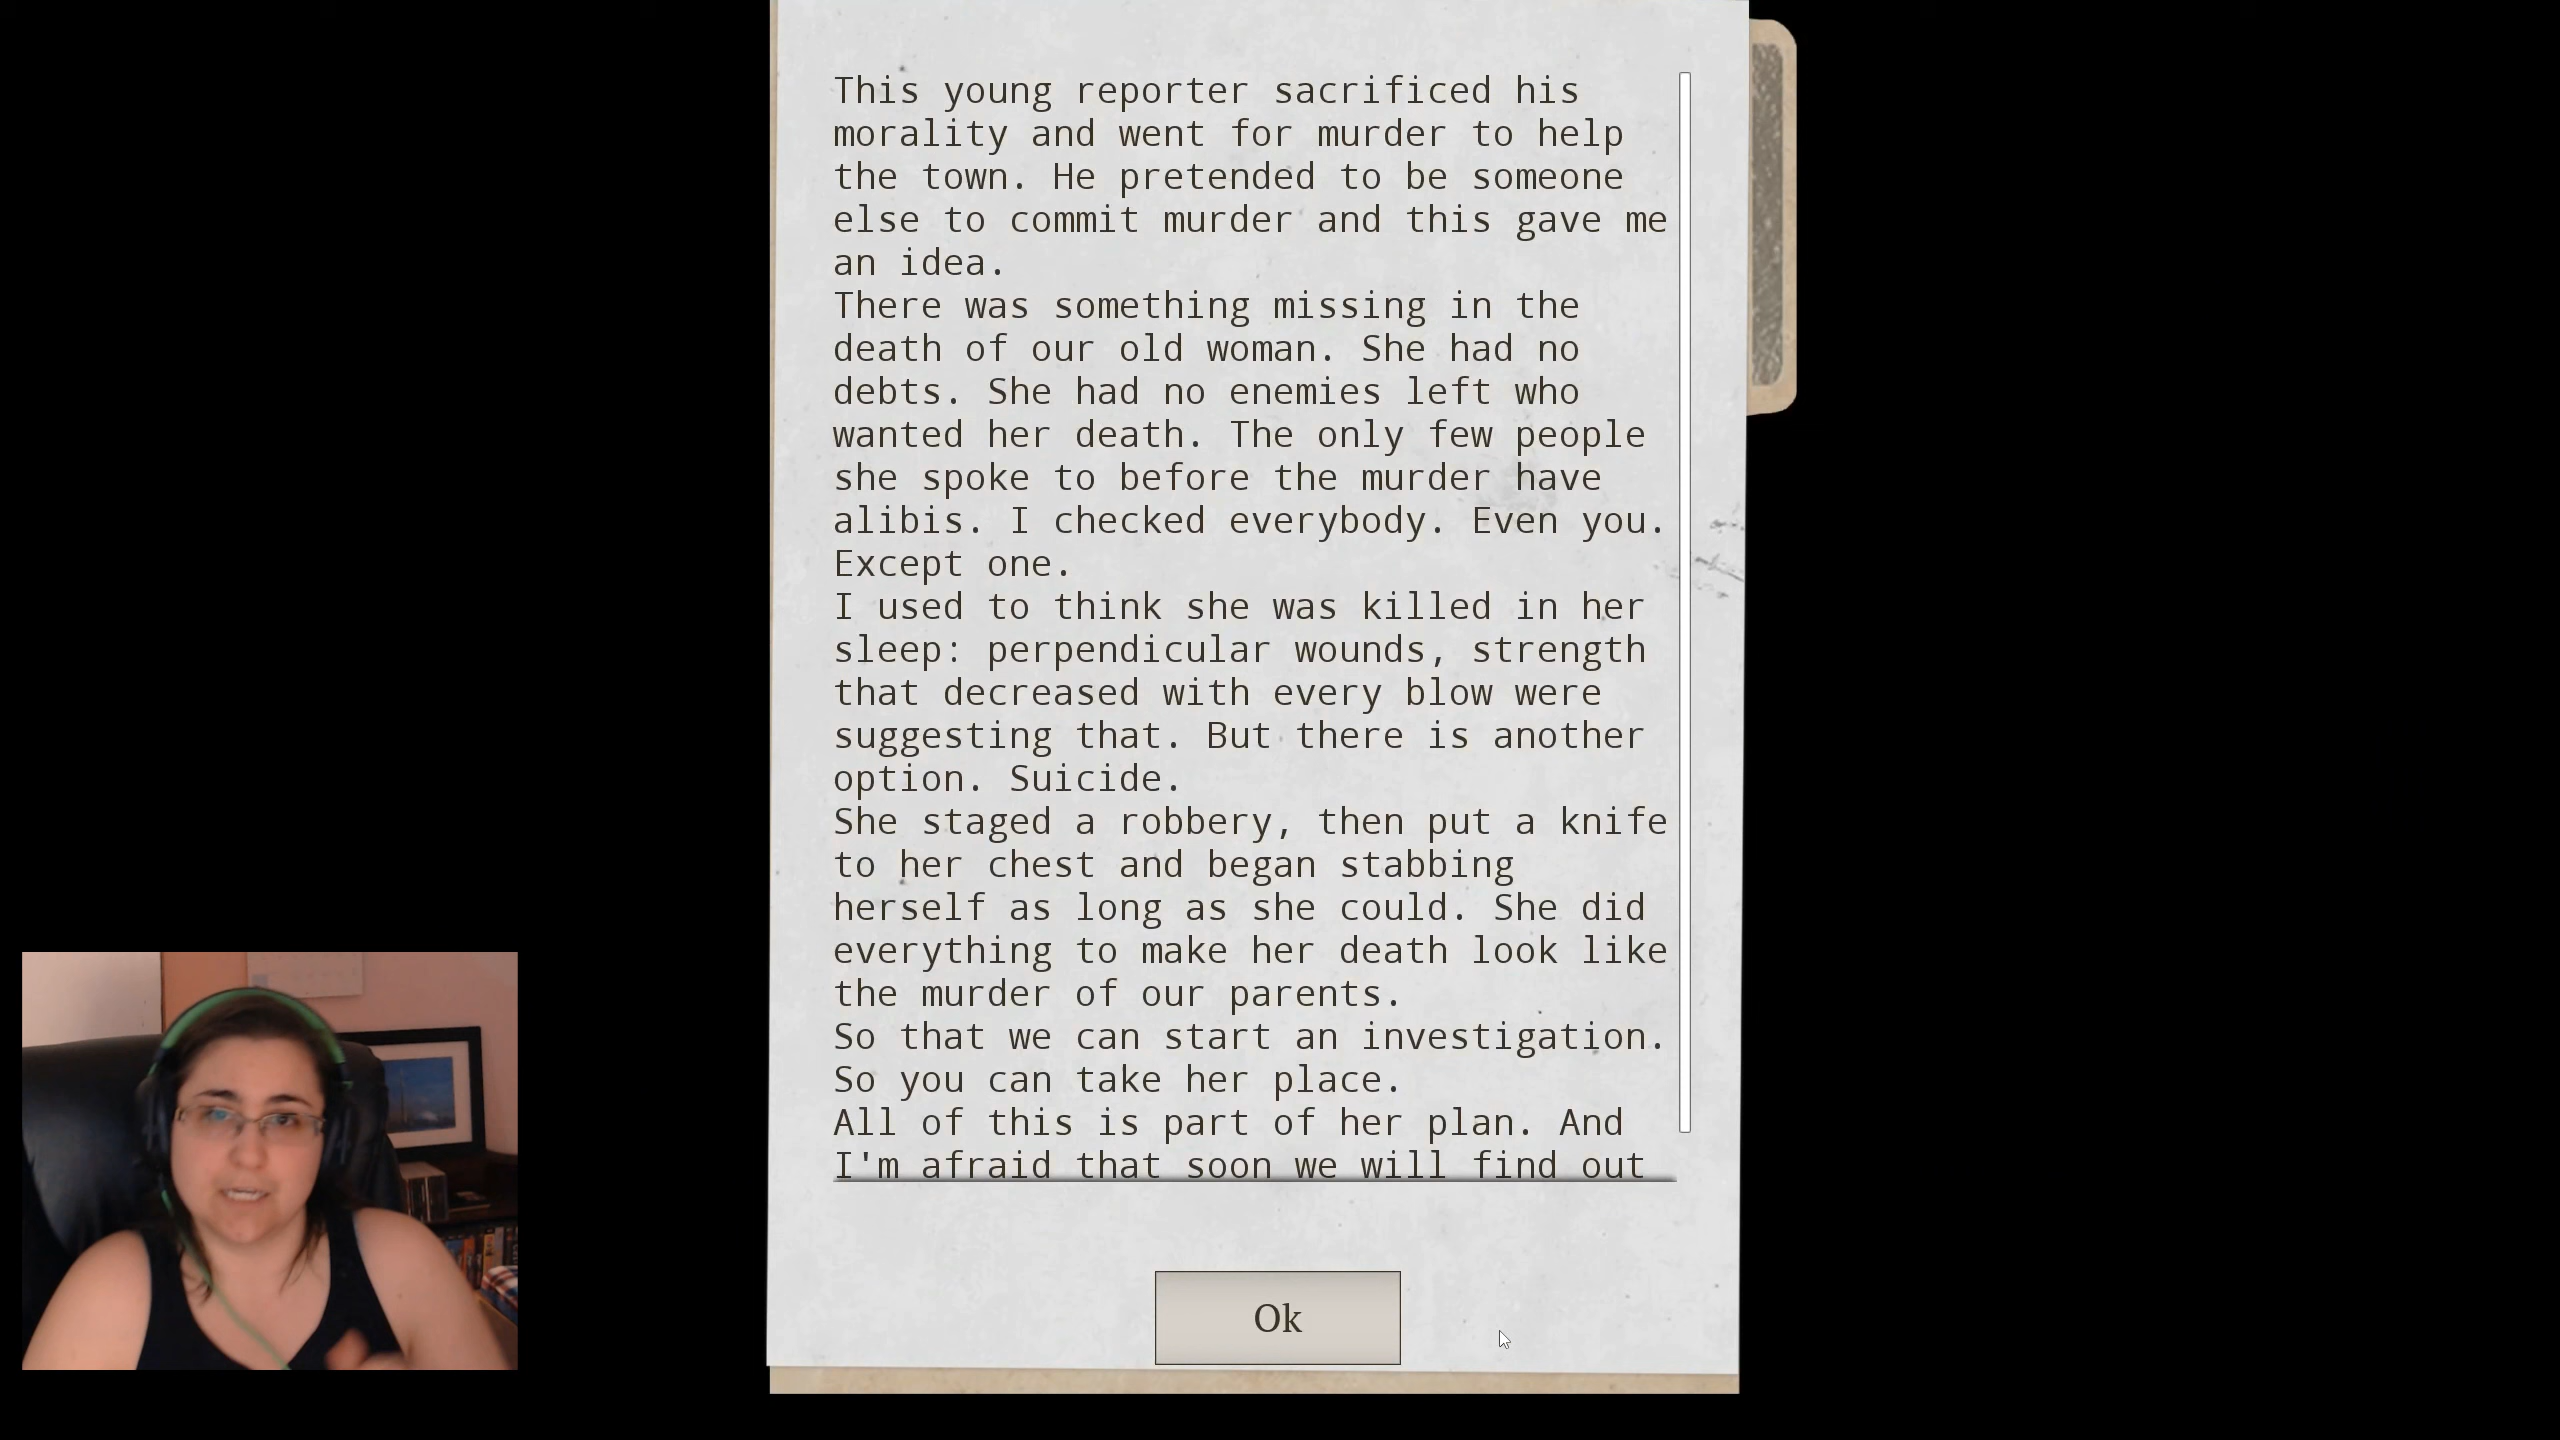 This young reporter sacrificed his
morality and went for murder to help
the town. He pretended to be someone
else to commit murder and this gave me
an idea.
There was something missing in the
death of our old woman. She had no
debts. She had no enemies left who
wanted her death. The only few people
she spoke to before the murder have
alibis. I checked everybody. Even you.
Except one.
I used to think she was killed in her
sleep: perpendicular wounds, strength
that decreased with every blow were
suggesting that. But there is another
option. Suicide.
She staged a robbery, then put a knife
to her chest and began stabbing
herself as long as she could. She did
everything to make her death look like
the murder of our parents.
So that we can start an investigation.
So you can take her place.
All of this is part of her plan. And
I'm afraid that soon we will find out
Ok